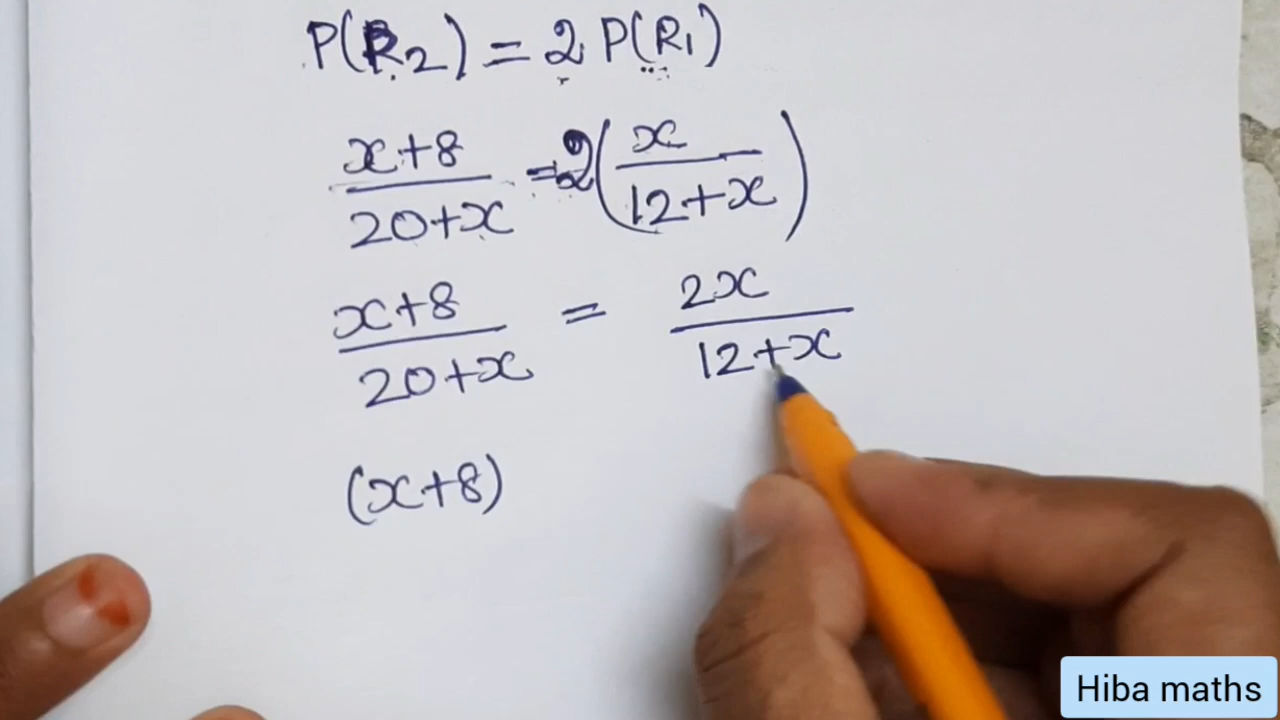 P(R₂) = 2 P(R₁)
x+8/20+x = 2(x/12+x)
x+8/20+x = 2x/12+x
(x+8)
Hiba maths